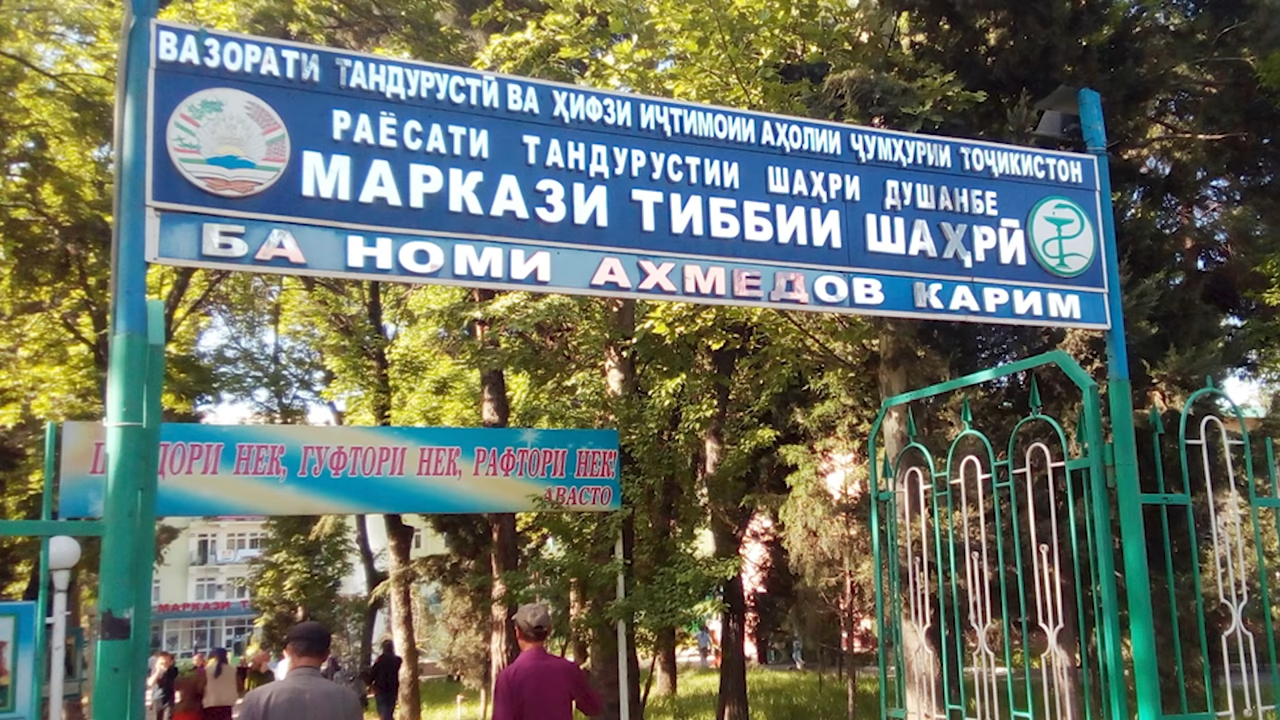 ВАЗОРАТИ ТАНДУРУСТӢ ВА ҲИФЗИ ИҶТИМОИИ АҲОЛИИ ҶУМҲУРИИ ТОҶИКИСТОН
РАЁСАТИ ТАНДУРУСТИИ ШАҲРИ ДУШАНБЕ
МАРКАЗИ ТИББИИ ШАҲРӢ
БА НОМИ АХМЕДОВ КАРИМ
НЕК, ГУФТОРИ НЕК, РАФТОРИ НЕК!
АВАСТО
МАРКАЗИ